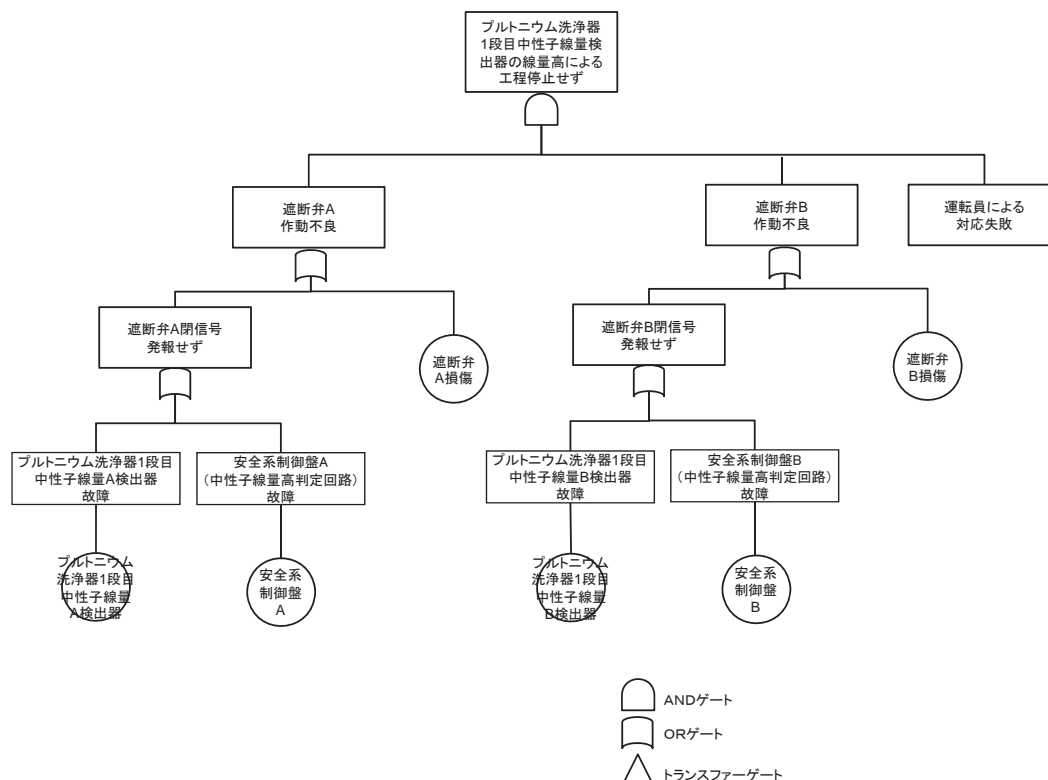 プルトニウム洗浄器
1段目中性子線量検
出器の線量高による
工程停止せず
遮断弁A
作動不良
遮断弁B
作動不良
運転員による
対応失敗
遮断弁A閉信号
発報せず
遮断弁
A損傷
遮断弁B閉信号
発報せず
遮断弁
B損傷
プルトニウム洗浄器1段目
中性子線量A検出器
故障
安全系制御盤A
（中性子線量高判定回路）
故障
プルトニウム洗浄器1段目
中性子線量B検出器
故障
安全系制御盤B
（中性子線量高判定回路）
故障
プルトニウム
洗浄器1段目
中性子線量
A検出器
安全系
制御盤
A
プルトニウム
洗浄器1段目
中性子線量
B検出器
安全系
制御盤
B
ANDゲート
ORゲート
トランスファーゲート